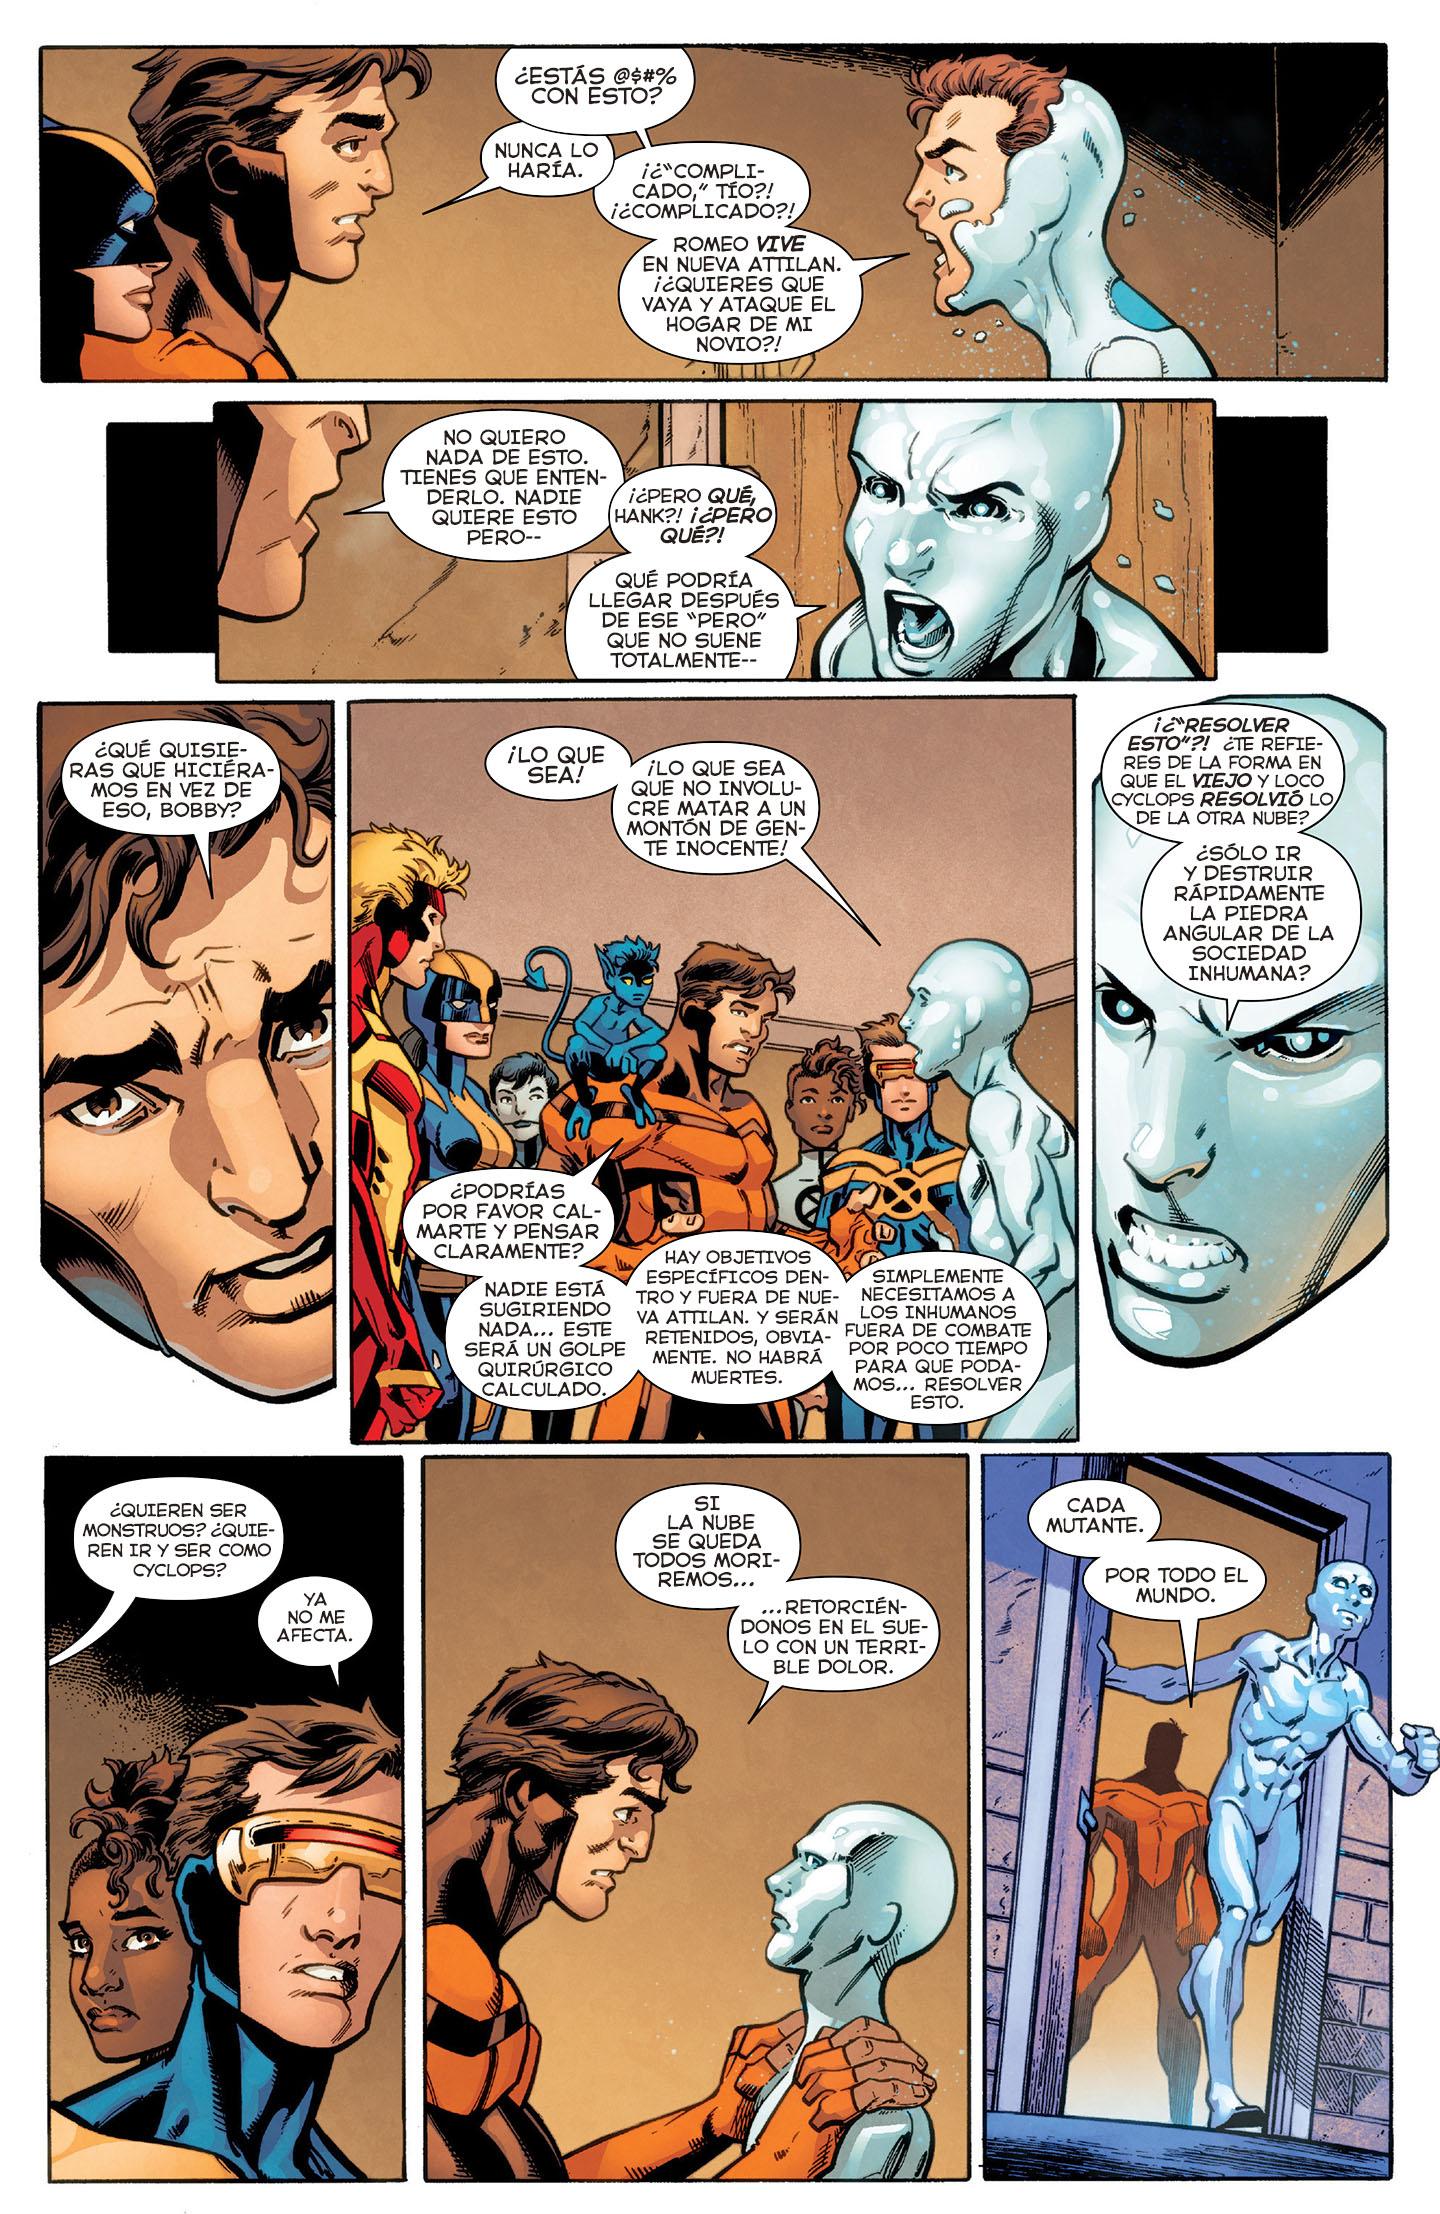 ¿ESTÁS @$#%
CON ESTO?
NUNCA LO
HARÍA.
¡¿"COMPLI-
CADO," TÍO?!
¡¿COMPLICADO?!
ROMEO VIVE
EN NUEVA ATTILAN.
¡¿QUIERES QUE
VAYA Y ATAQUE EL
HOGAR DE MI
NOVIO?!
NO QUIERO
NADA DE ESTO.
TIENES QUE ENTEN-
DERLO. NADIE
QUIERE ESTO
PERO--
¡¿PERO QUÉ,
HANK?! ¡¿PERO
QUÉ?!
QUÉ PODRÍA
LLEGAR DESPUÉS
DE ESE "PERO"
QUE NO SUENE
TOTALMENTE--
¿QUÉ QUISIE-
RAS QUE HICIÉRA-
MOS EN VEZ DE
ESO, BOBBY?
¡LO QUE
SEA!
¡LO QUE SEA
QUE NO INVOLU-
CRE MATAR A UN
MONTÓN DE GEN-
TE INOCENTE!
¿PODRÍAS
POR FAVOR CAL-
MARTE Y PENSAR
CLARAMENTE?
NADIE ESTÁ
SUGIRIENDO
NADA... ESTE
SERÁ UN GOLPE
QUIRÚRGICO
CALCULADO.
HAY OBJETIVOS
ESPECÍFICOS DEN-
TRO Y FUERA DE NUE-
VA ATTILAN. Y SERÁN
RETENIDOS, OBVIA-
MENTE. NO HABRÁ
MUERTES.
SIMPLEMENTE
NECESITAMOS A
LOS INHUMANOS
FUERA DE COMBATE
POR POCO TIEMPO
PARA QUE PODA-
MOS... RESOLVER
ESTO.
¡¿"RESOLVER
ESTO"?! ¿TE REFIE-
RES DE LA FORMA EN
QUE EL VIEJO Y LOCO
CYCLOPS RESOLVIÓ LO
DE LA OTRA NUBE?
¿SÓLO IR
Y DESTRUIR
RÁPIDAMENTE
LA PIEDRA
ANGULAR DE LA
SOCIEDAD
INHUMANA?
¿QUIEREN SER
MONSTRUOS? ¿QUIE-
REN IR Y SER COMO
CYCLOPS?
YA
NO ME
AFECTA.
SI
LA NUBE
SE QUEDA
TODOS MORI-
REMOS...
...RETORCIÉN-
DONOS EN EL SUE-
LO CON UN TERRI-
BLE DOLOR.
CADA
MUTANTE.
POR TODO EL
MUNDO.